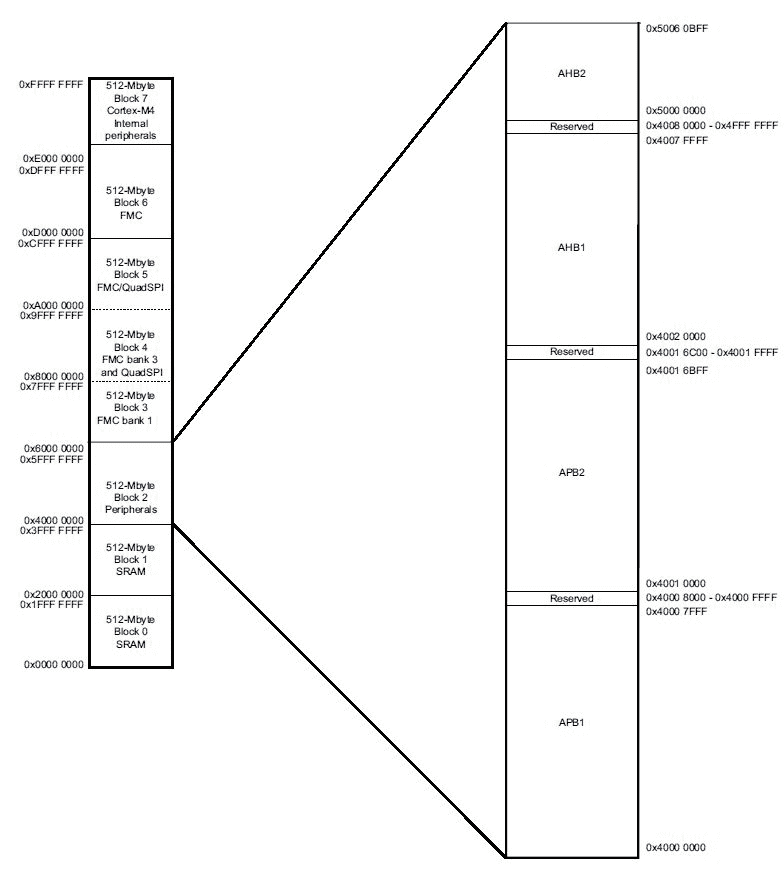 0xFFFF FFFF
512-Mbyte
Block 7
Cortex-M4
Internal
peripherals
0xE000 0000
0xDFFF FFFF
512-Mbyte
Block 6
FMC
0xD000 0000
0xCFFF FFFF
512-Mbyte
Block 5
FMC/QuadSPI
0xA000 0000
0x9FFF FFFF
512-Mbyte
Block 4
FMC bank 3
and QuadSPI
0x8000 0000
0x7FFF FFFF
512-Mbyte
Block 3
FMC bank 1
0x6000 0000
0x5FFF FFFF
512-Mbyte
Block 2
Peripherals
0x4000 0000
0x3FFF FFFF
512-Mbyte
Block 1
SRAM
0x2000 0000
0x1FFF FFFF
512-Mbyte
Block 0
SRAM
0x0000 0000
0x5006 0BFF
AHB2
0x5000 0000
Reserved
0x4008 0000 - 0x4FFF FFFF
0x4007 FFFF
AHB1
0x4002 0000
Reserved
0x4001 6C00 - 0x4001 FFFF
0x4001 6BFF
APB2
0x4001 0000
Reserved
0x4000 8000 - 0x4000 FFFF
0x4000 7FFF
APB1
0x4000 0000